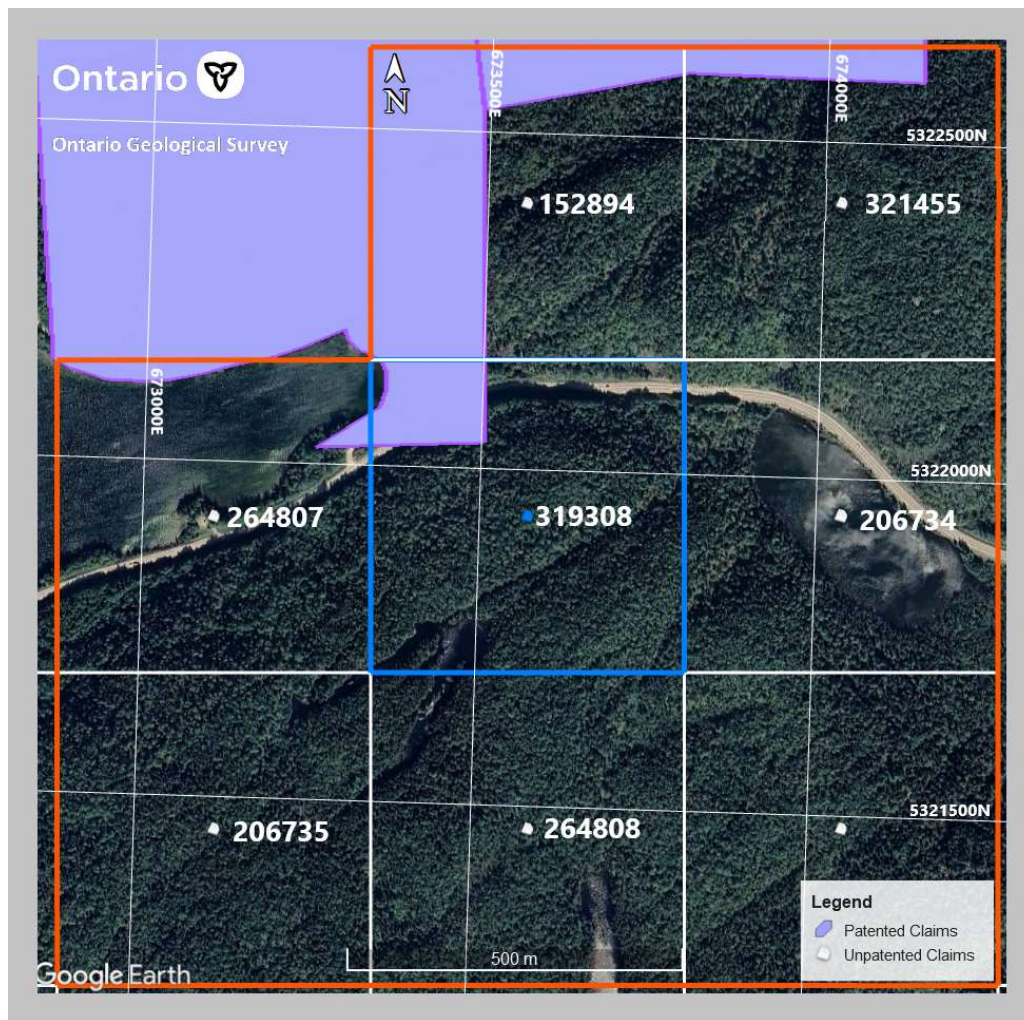 Ontario
N
Ontario Geological Survey
673500E
674000E
5322500N
152894
321455
673000E
5322000N
264807
319308
206734
5321500N
206735
264808
Legend
Patented Claims
Unpatented Claims
500 m
Google Earth